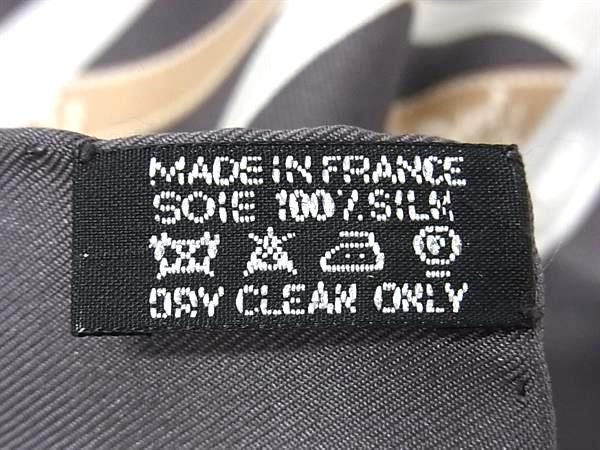 MADE IN FRANCE
SOIE 100% SILK
DRY CLEAN ONLY